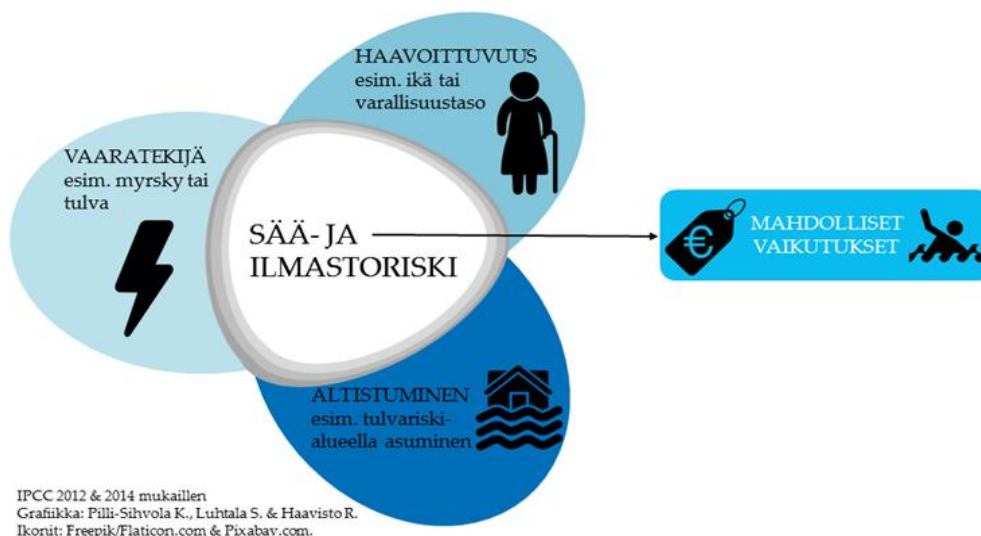 HAAVOITTUVUUS
esim. ikä tai
varallisuustaso
VAARATEKIJÄ
esim. myrsky tai
tulva
SÄÄ- JA
ILMASTORISKI
€
MAHDOLLISET
VAIKUTUKSET
ALTISTUMINEN
esim. tulvariski-
alueella asuminen
IPCC 2012 & 2014 mukaillen
Grafiikka: Pilli-Sihvola K., Luhtala S. & Haavisto R.
Ikonit: Freepik/Flaticon.com & Pixabay.com.